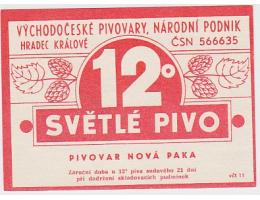 VÝCHODOČESKÉ PIVOVARY, NÁRODNÍ PODNIK
HRADEC KRÁLOVÉ ČSN 566635
12°
SVĚTLÉ PIVO
PIVOVAR NOVÁ PAKA
Záruční doba u 12° piva sudového 21 dní
při dodržení skladovacích podmínek